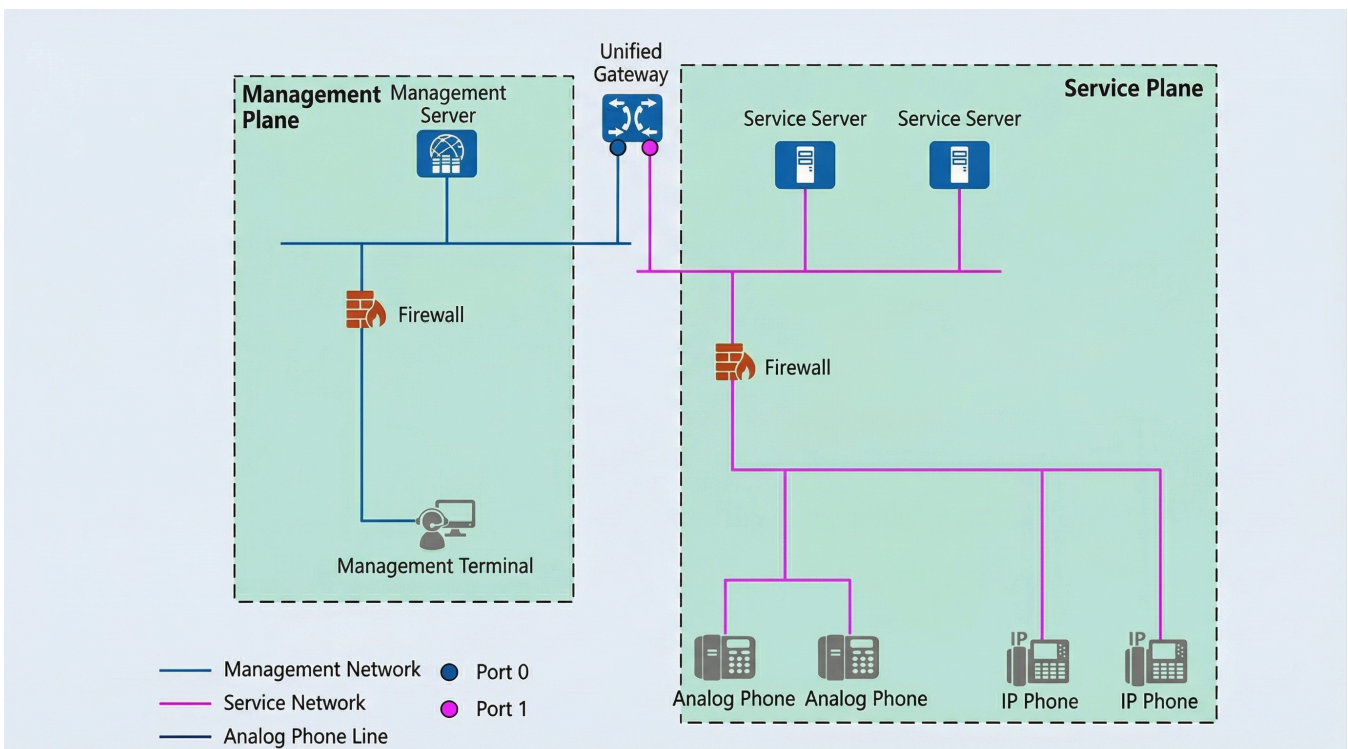 Unified
Gateway
Management
Plane
Management
Server
Service Plane
Service Server
Service Server
Firewall
Firewall
Management Terminal
Analog Phone
Analog Phone
IP
IP Phone
IP
IP Phone
Management Network
Port 0
Service Network
Port 1
Analog Phone Line